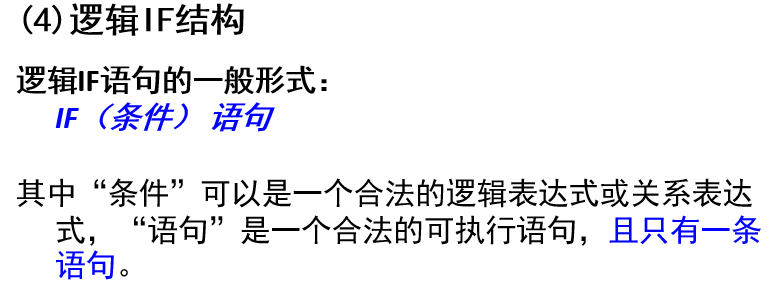 (4)逻辑IF结构
逻辑IF语句的一般形式：
IF（条件） 语句
其中“条件”可以是一个合法的逻辑表达式或关系表达
式，“语句”是一个合法的可执行语句，且只有一条
语句。